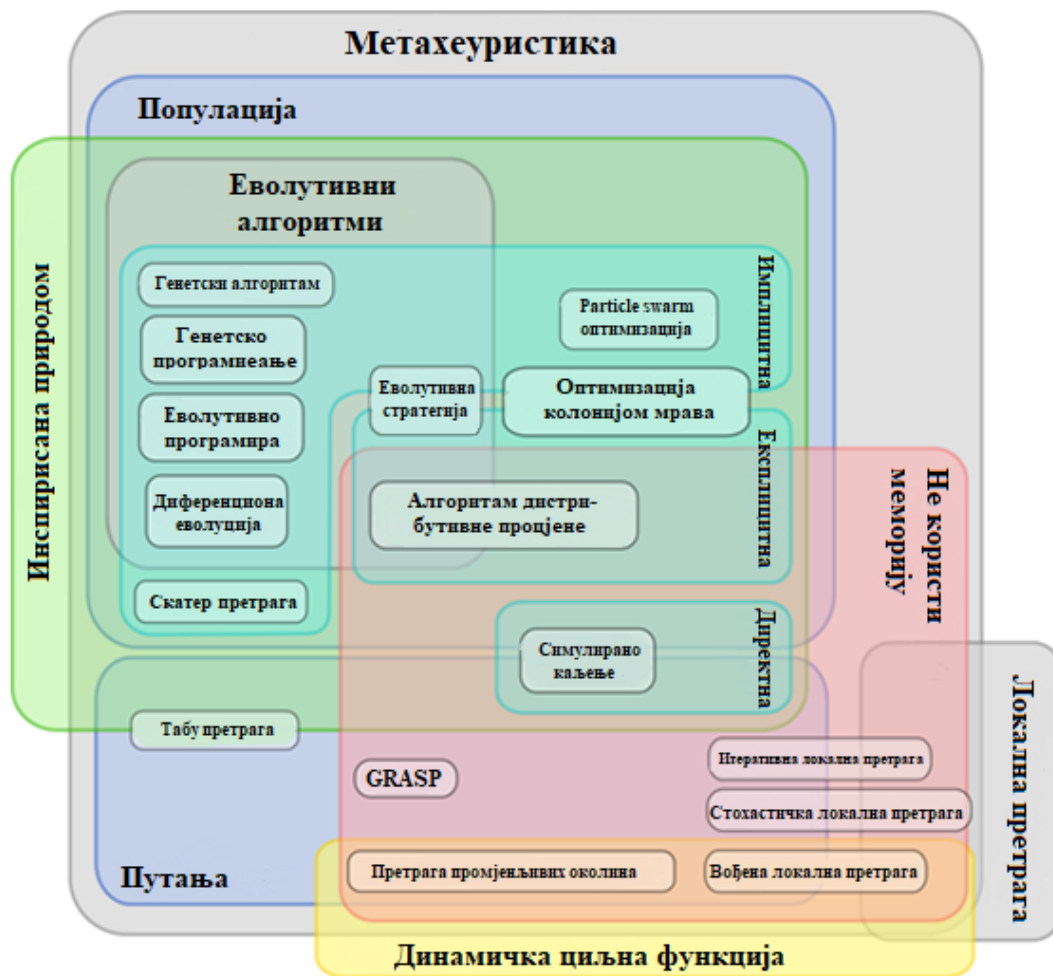 Метахеуристика
Популација
Еволутивни
алгоритми
Инспирисана природом
Генетски алгоритам
Генетско
програмиеање
Еволутивно
програмира
Диференциона
еволуција
Скатер претрага
Имплицитна
Particle swarm
оптимизација
Еволутивна
стратегија
Оптимизација
колонијом мрава
Експлицитна
Алгоритам дистри-
бутивне процјене
Не користи
меморију
Директна
Симулирано
каљење
Табу претрага
GRASP
Итеративна локална претрага
Стохастичка локална претрага
Локална претрага
Путања
Претрага промјенљивих околина
Вођена локална претрага
Динамичка циљна функција